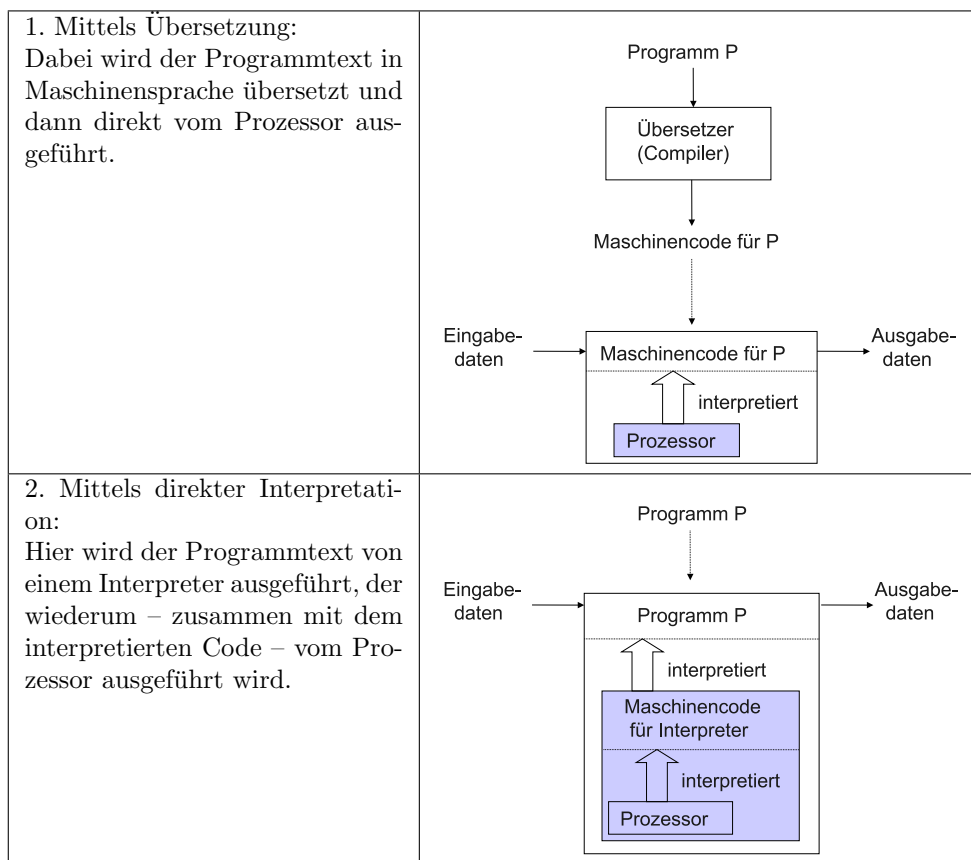 1. Mittels Übersetzung:
Dabei wird der Programmtext in
Maschinensprache übersetzt und
dann direkt vom Prozessor aus-
geführt.
Programm P
Übersetzer
(Compiler)
Maschinencode für P
Eingabe-
daten
Maschinencode für P
Ausgabe-
daten
interpretiert
Prozessor
2. Mittels direkter Interpretati-
on:
Hier wird der Programmtext von
einem Interpreter ausgeführt, der
wiederum – zusammen mit dem
interpretierten Code – vom Pro-
zessor ausgeführt wird.
Programm P
Eingabe-
daten
Programm P
Ausgabe-
daten
interpretiert
Maschinencode
für Interpreter
interpretiert
Prozessor